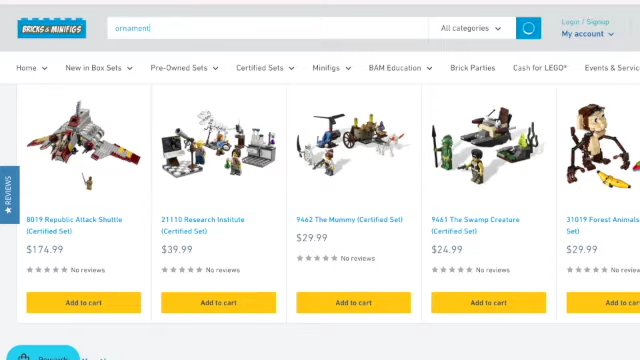 BRICKS & MINIFIGS
ornament
All categories
Login / Signup
My account
Home
New in Box Sets
Pre-Owned Sets
Certified Sets
Minifigs
BAM Education
Brick Parties
Cash for LEGO®
Events & Servic
★ REVIEWS
8019 Republic Attack Shuttle
(Certified Set)
$174.99
No reviews
Add to cart
21110 Research Institute
(Certified Set)
$39.99
No reviews
Add to cart
9462 The Mummy (Certified Set)
$29.99
No reviews
Add to cart
9461 The Swamp Creature
(Certified Set)
$24.99
No reviews
Add to cart
31019 Forest Animals
Set)
$29.99
No reviews
Add to
Rewards